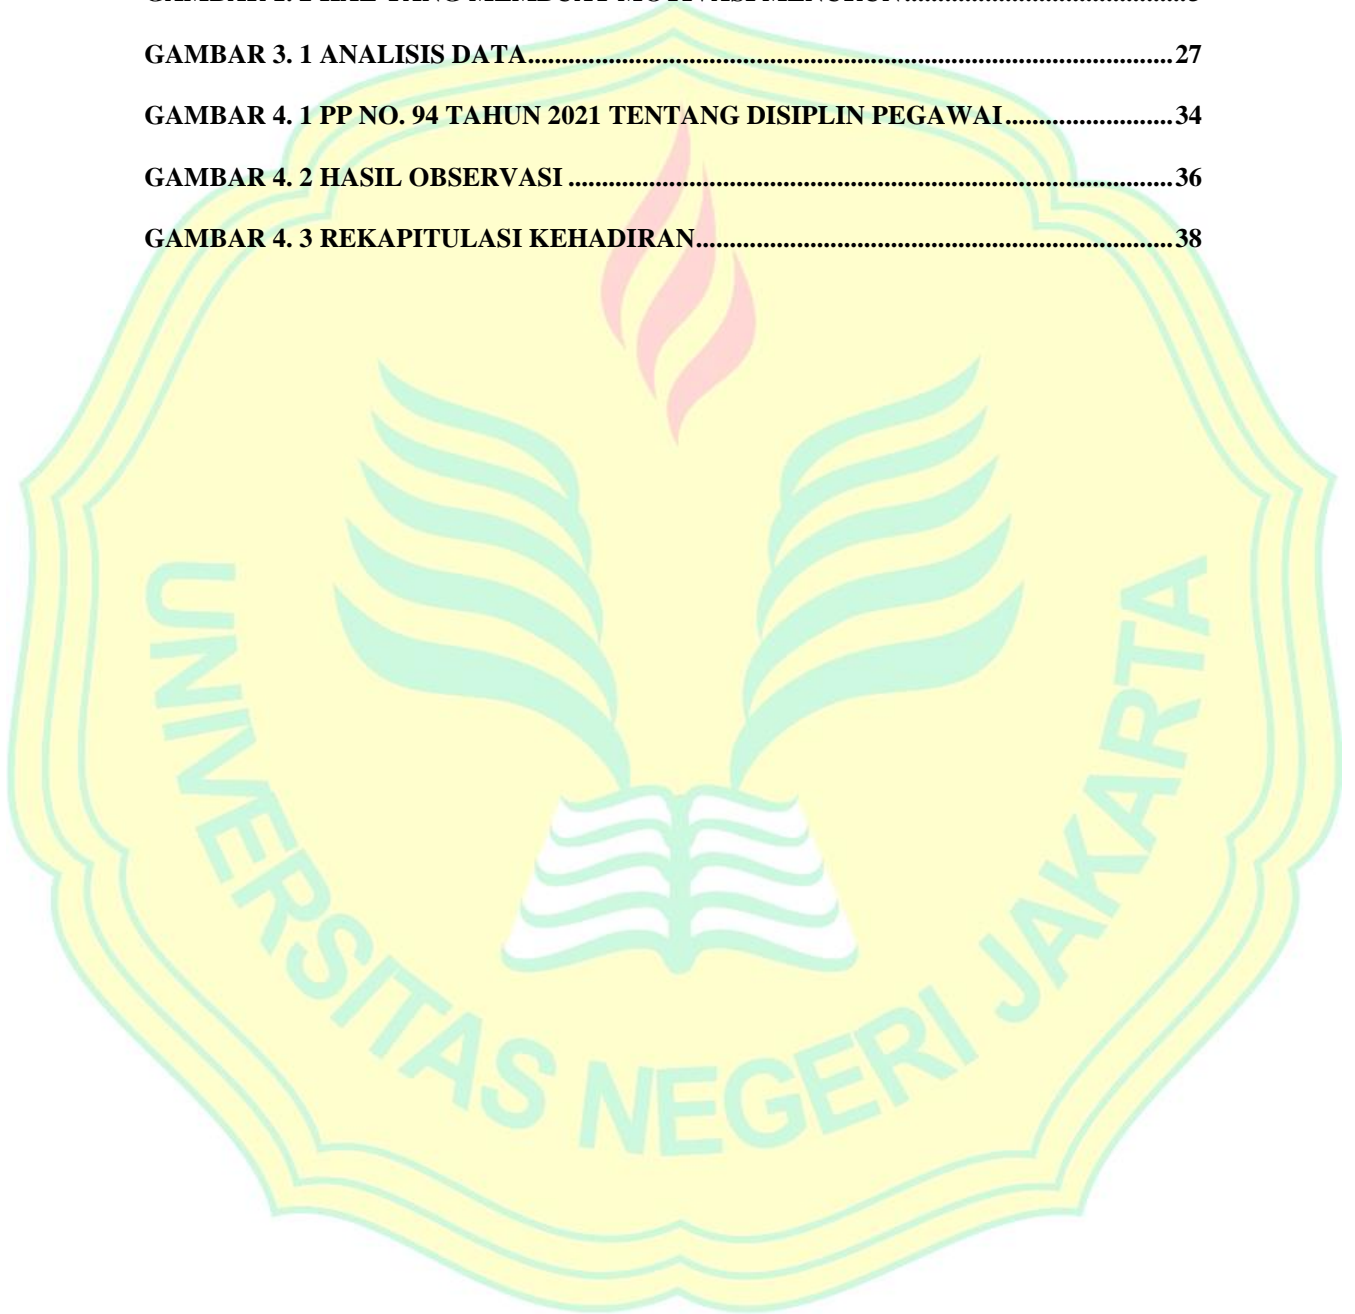 GAMBAR 3. 1 ANALISIS DATA........................................................................................27
GAMBAR 4. 1 PP NO. 94 TAHUN 2021 TENTANG DISIPLIN PEGAWAI.........................34
GAMBAR 4. 2 HASIL OBSERVASI ..................................................................................36
GAMBAR 4. 3 REKAPITULASI KEHADIRAN.................................................................38
UNIVERSITAS NEGERI JAKARTA